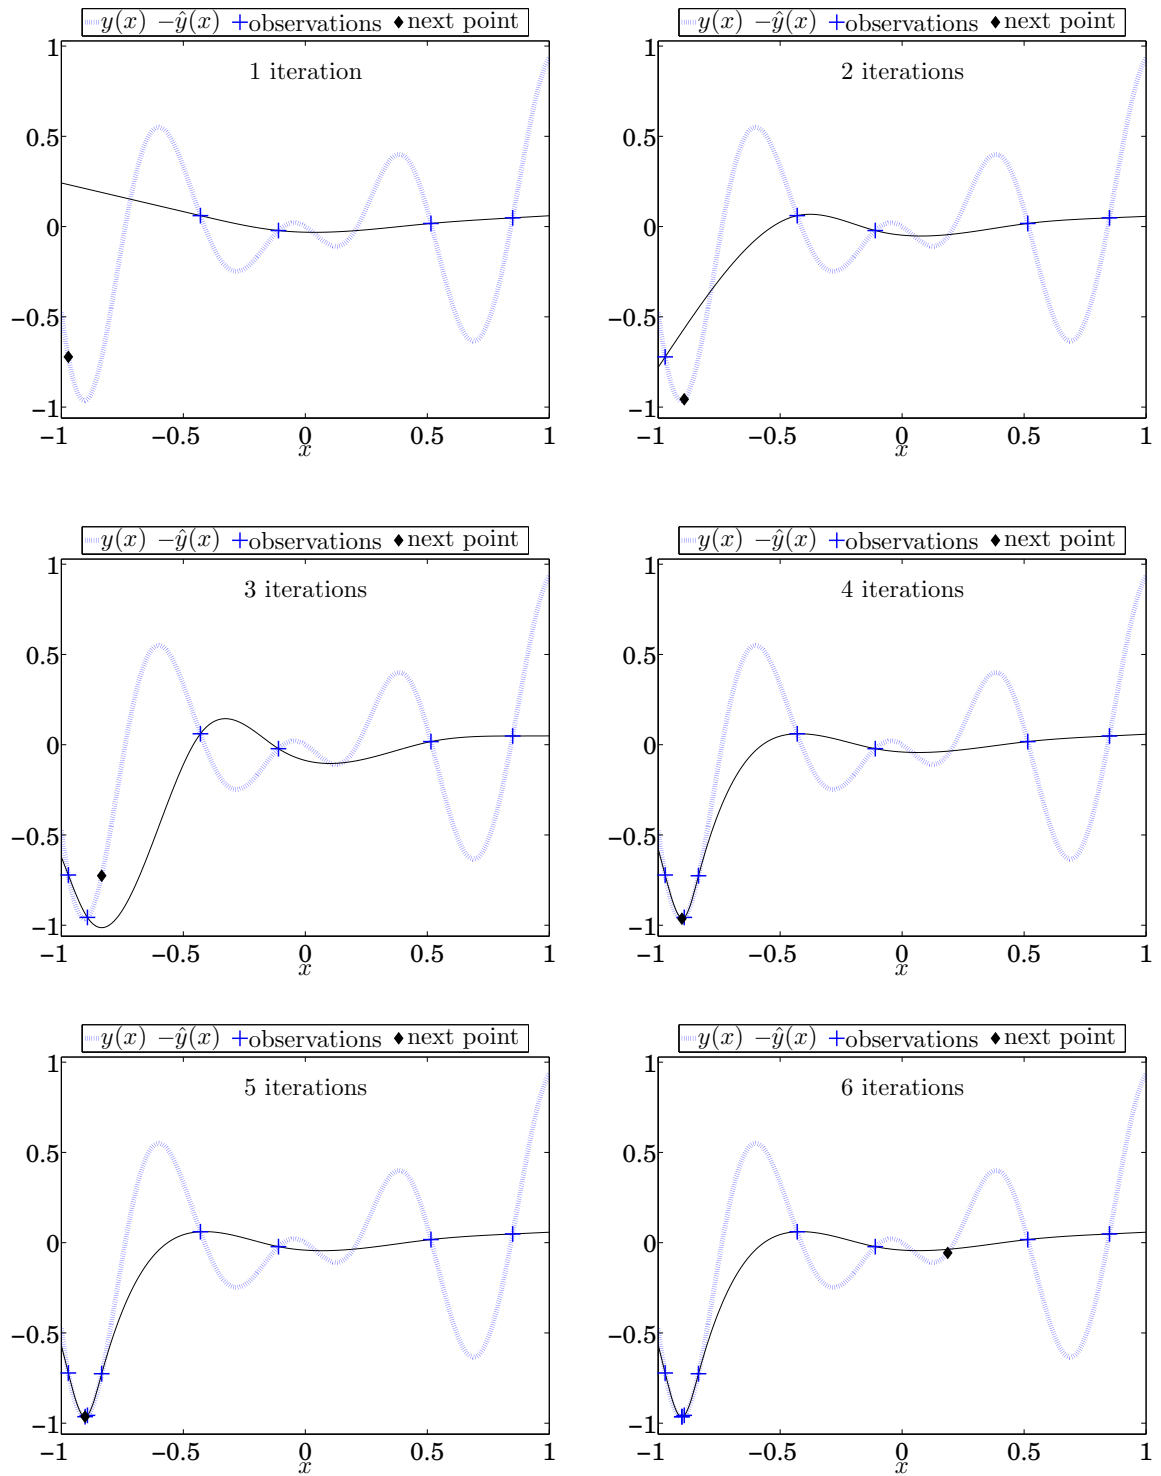 y(x) −ŷ(x) +observations ♦next point
1 iteration
1
0.5
0
−0.5
−1
−1 −0.5 0 0.5 1
x
y(x) −ŷ(x) +observations ♦next point
2 iterations
1
0.5
0
−0.5
−1
−1 −0.5 0 0.5 1
x
y(x) −ŷ(x) +observations ♦next point
3 iterations
1
0.5
0
−0.5
−1
−1 −0.5 0 0.5 1
x
y(x) −ŷ(x) +observations ♦next point
4 iterations
1
0.5
0
−0.5
−1
−1 −0.5 0 0.5 1
x
y(x) −ŷ(x) +observations ♦next point
5 iterations
1
0.5
0
−0.5
−1
−1 −0.5 0 0.5 1
x
y(x) −ŷ(x) +observations ♦next point
6 iterations
1
0.5
0
−0.5
−1
−1 −0.5 0 0.5 1
x